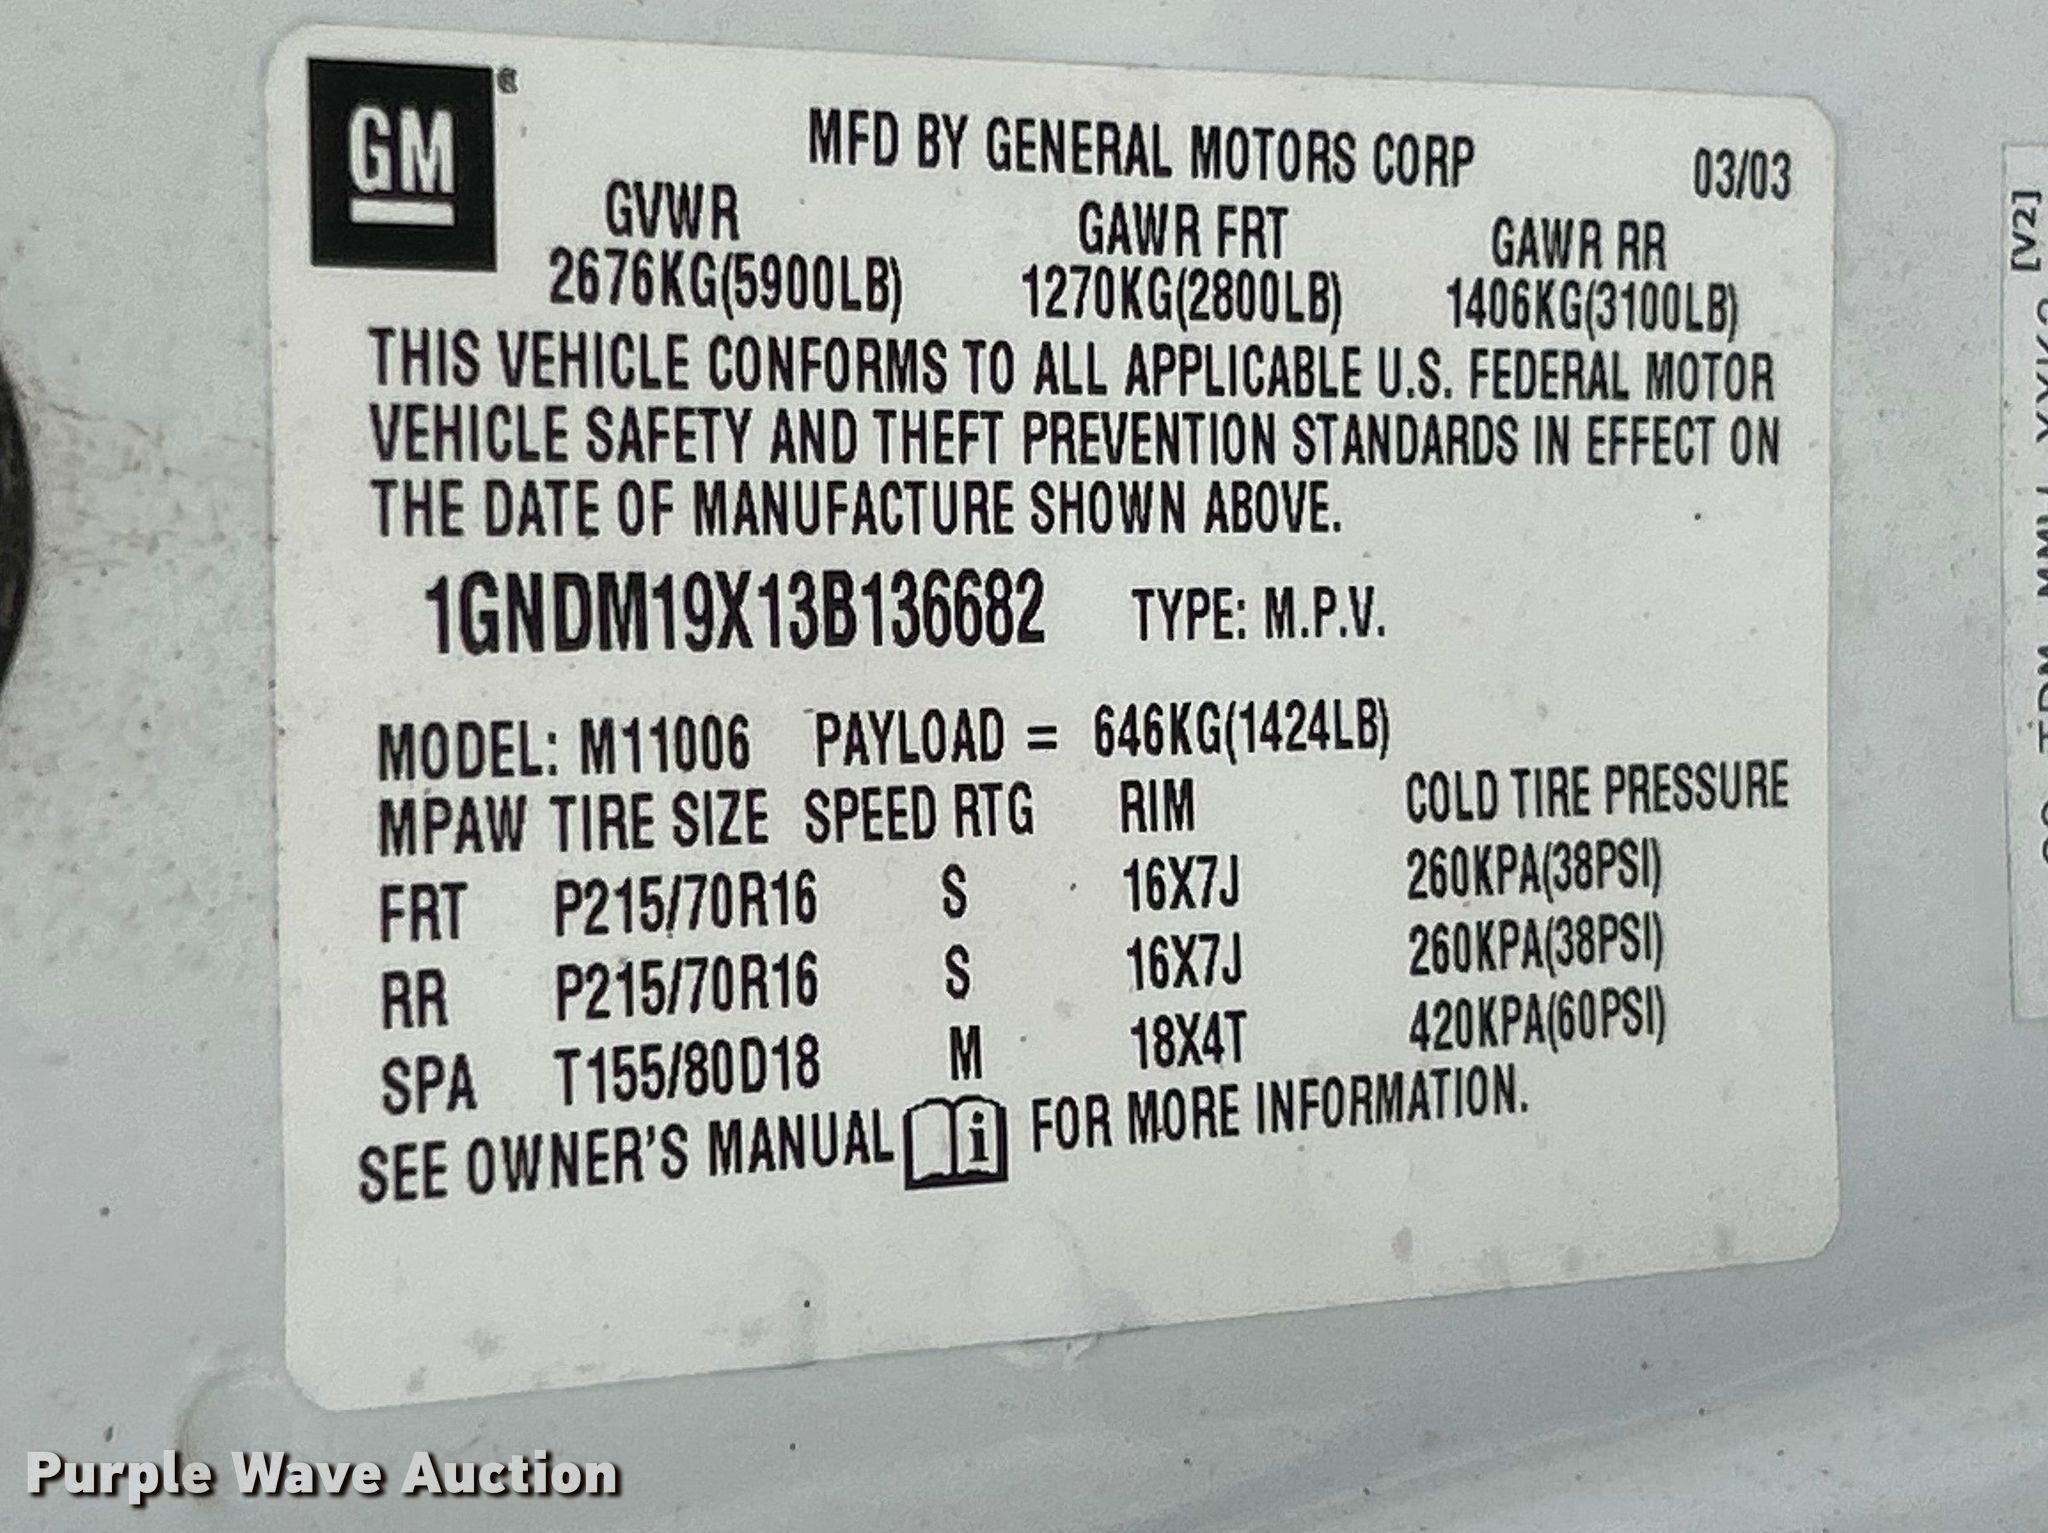 GM
MFD BY GENERAL MOTORS CORP 03/03
GVWR GAWR FRT GAWR RR
2676KG(5900LB) 1270KG(2800LB) 1406KG(3100LB)
THIS VEHICLE CONFORMS TO ALL APPLICABLE U.S. FEDERAL MOTOR
VEHICLE SAFETY AND THEFT PREVENTION STANDARDS IN EFFECT ON
THE DATE OF MANUFACTURE SHOWN ABOVE.
1GNDM19X13B136682 TYPE: M.P.V.
MODEL: M11006 PAYLOAD = 646KG(1424LB)
MPAW TIRE SIZE SPEED RTG RIM COLD TIRE PRESSURE
FRT P215/70R16 S 16X7J 260KPA(38PSI)
RR P215/70R16 S 16X7J 260KPA(38PSI)
SPA T155/80D18 M 18X4T 420KPA(60PSI)
SEE OWNER'S MANUAL i FOR MORE INFORMATION.
[V2]
Purple Wave Auction